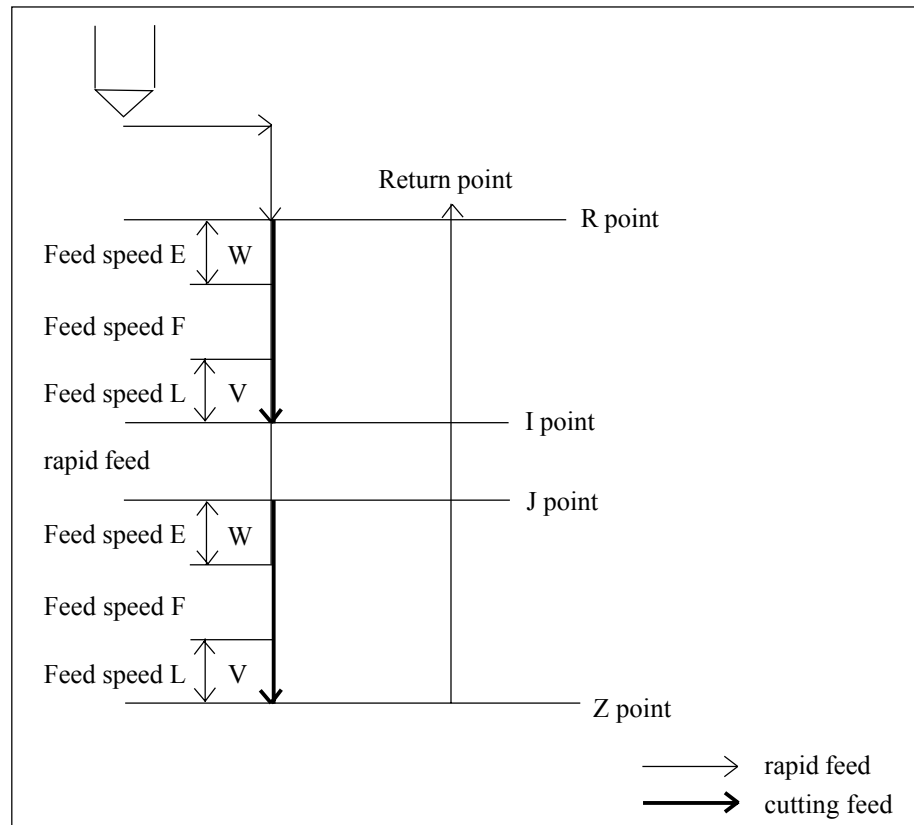 Return point
R point
Feed speed E
W
Feed speed F
Feed speed L
V
I point
rapid feed
J point
Feed speed E
W
Feed speed F
Feed speed L
V
Z point
rapid feed
cutting feed